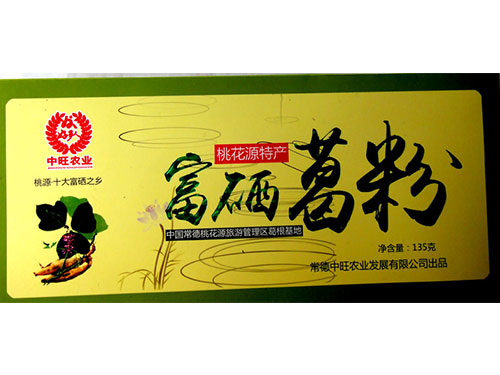 中旺农业
桃源·十大富硒之乡
桃花源特产
富硒葛粉
中国常德桃花源旅游管理区葛根基地
净含量：135克
常德中旺农业发展有限公司出品